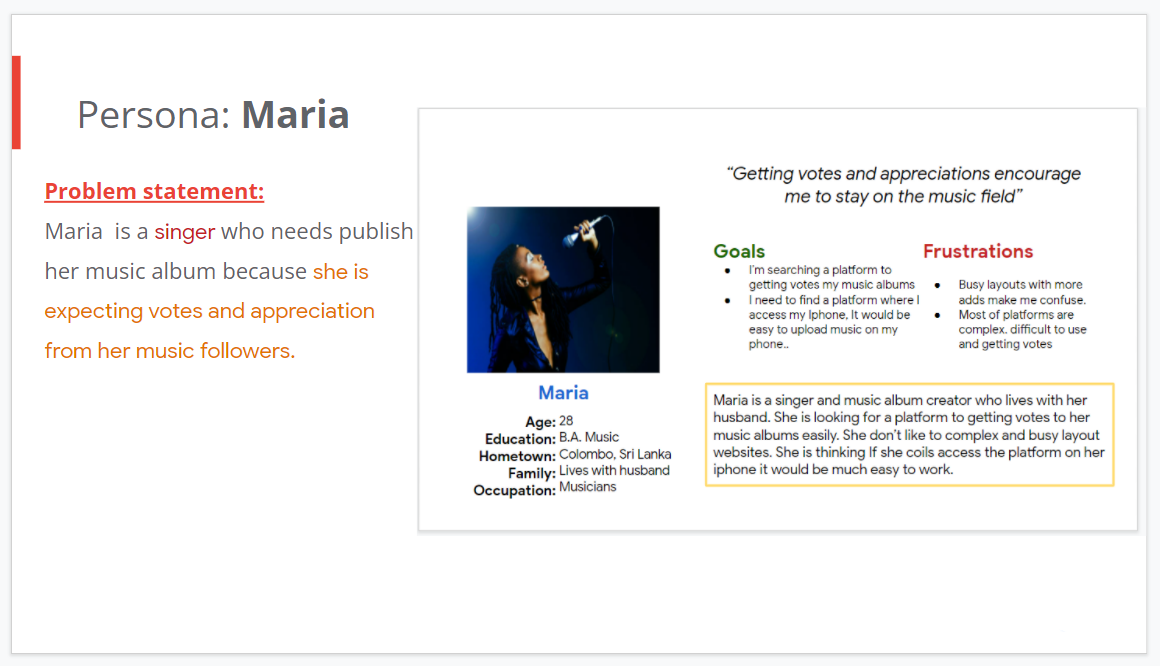 Persona: Maria
Problem statement:
Maria is a singer who needs publish
her music album because she is
expecting votes and appreciation
from her music followers.
“Getting votes and appreciations encourage
me to stay on the music field”
Goals
● I'm searching a platform to
getting votes my music albums
● I need to find a platform where I
access my Iphone, It would be
easy to upload music on my
phone..
Frustrations
● Busy layouts with more
adds make me confuse.
● Most of platforms are
complex. difficult to use
and getting votes
Maria
Age: 28
Education: B.A. Music
Hometown: Colombo, Sri Lanka
Family: Lives with husband
Occupation: Musicians
Maria is a singer and music album creator who lives with her
husband. She is looking for a platform to getting votes to her
music albums easily. She don't like to complex and busy layout
websites. She is thinking If she coils access the platform on her
iphone it would be much easy to work.